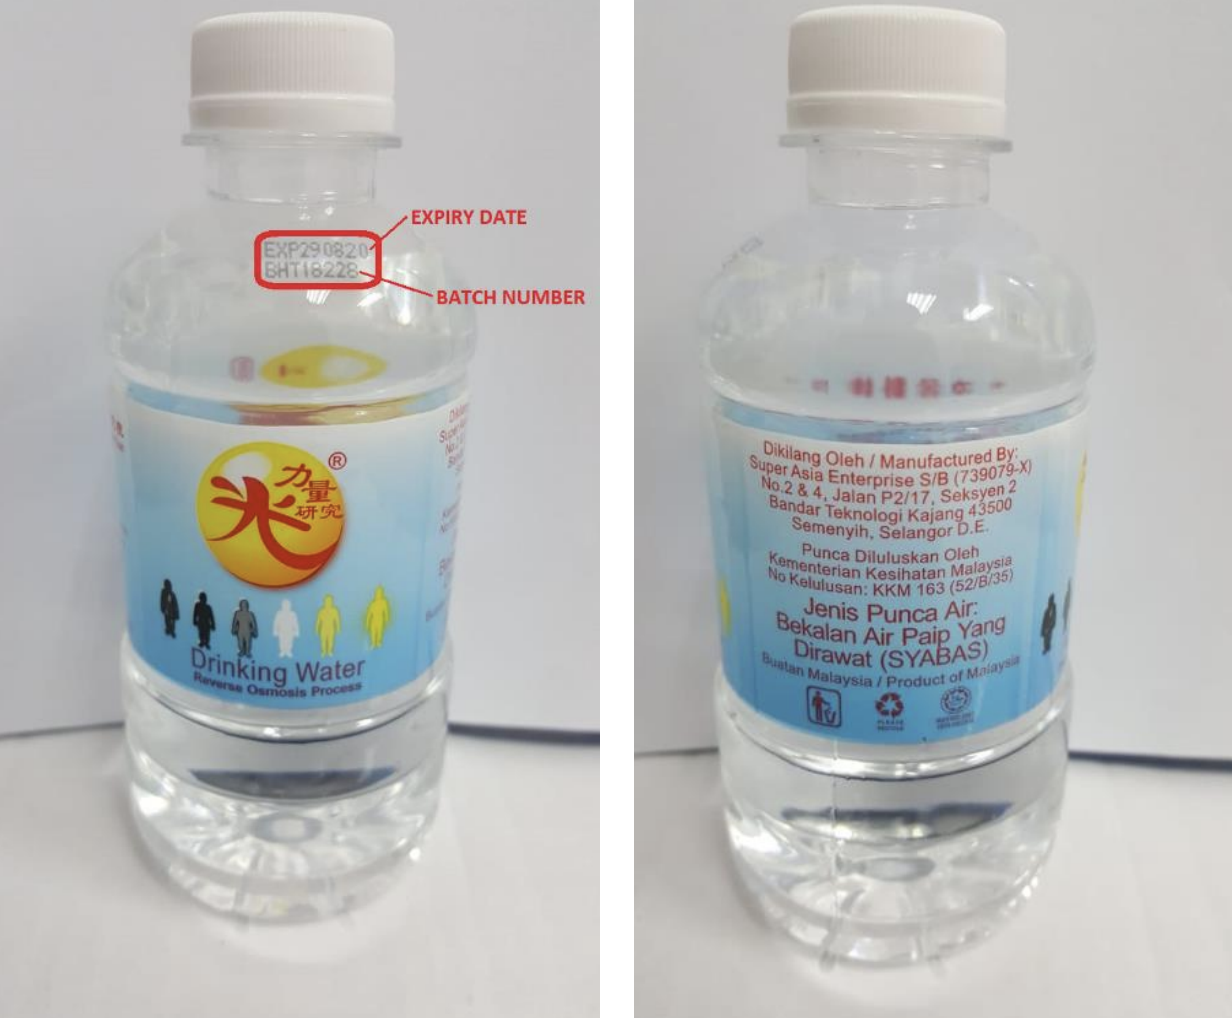 EXPIRY DATE
EXP290820
BHT1822B
BATCH NUMBER
光
力量
研究
®
Drinking Water
Reverse Osmosis Process
Dikilang Oleh / Manufactured By:
Super Asia Enterprise S/B (739079-X)
No.2 & 4, Jalan P2/17, Seksyen 2
Bandar Teknologi Kajang 43500
Semenyih, Selangor D.E.
Punca Diluluskan Oleh
Kementerian Kesihatan Malaysia
No Kelulusan: KKM 163 (52/B/35)
Jenis Punca Air:
Bekalan Air Paip Yang
Dirawat (SYABAS)
Buatan Malaysia / Product of Malaysia